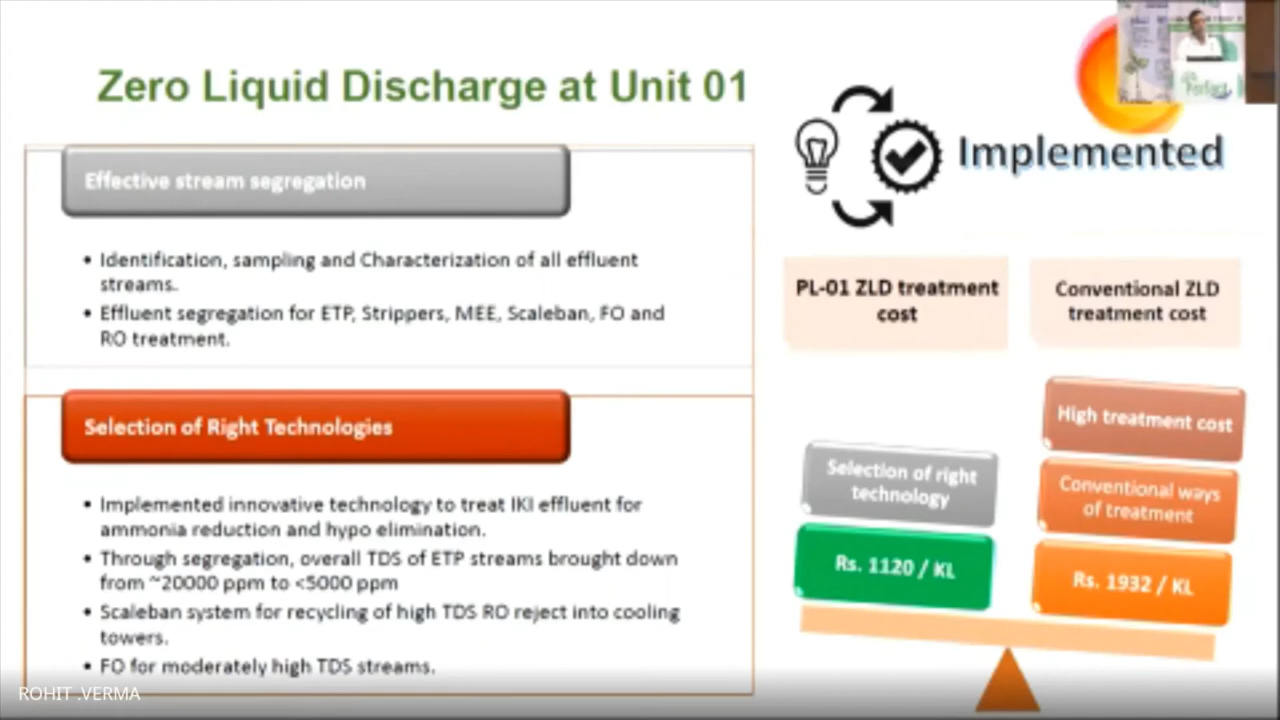 Zero Liquid Discharge at Unit 01
Implemented
Effective stream segregation
• Identification, sampling and Characterization of all effluent
streams.
• Effluent segregation for ETP, Strippers, MEE, Scaleban, FO and
RO treatment.
Selection of Right Technologies
• Implemented innovative technology to treat IKI effluent for
ammonia reduction and hypo elimination.
• Through segregation, overall TDS of ETP streams brought down
from ~20000 ppm to <5000 ppm
• Scaleban system for recycling of high TDS RO reject into cooling
towers.
• FO for moderately high TDS streams.
PL-01 ZLD treatment
cost
Selection of right
technology
Rs. 1120 / KL
Conventional ZLD
treatment cost
High treatment cost
Conventional ways
of treatment
Rs. 1932 / KL
ROHIT .VERMA